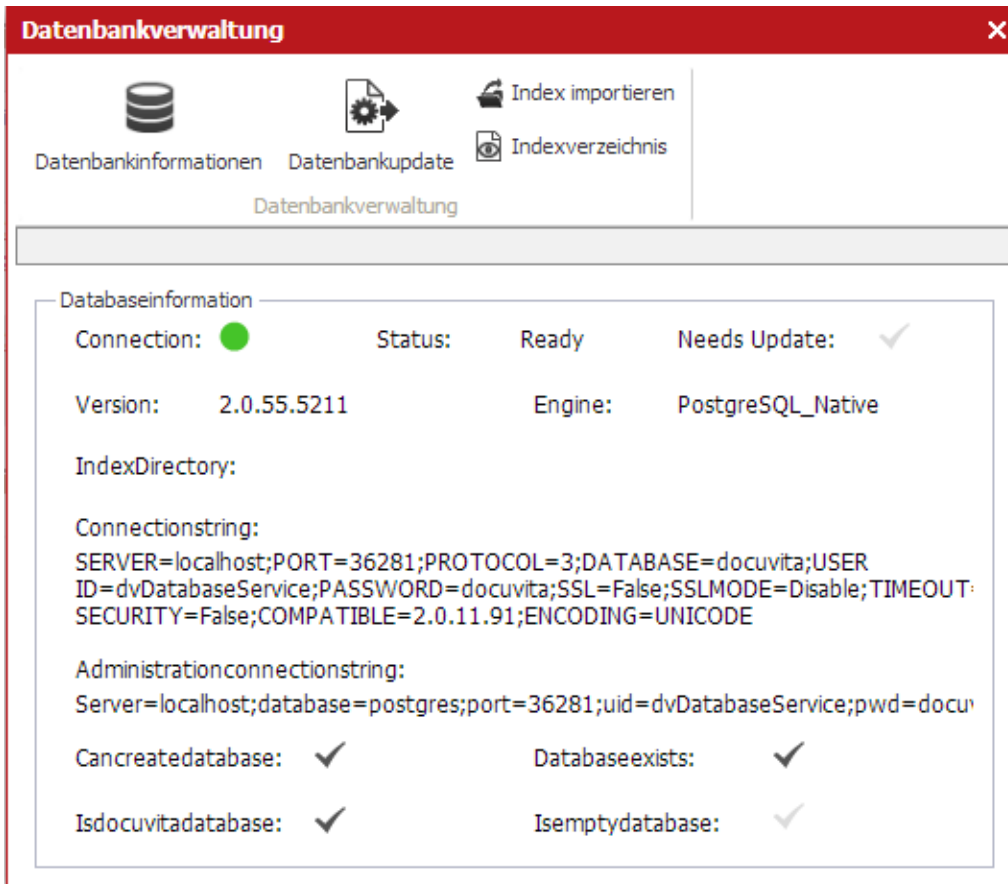 Datenbankverwaltung
Index importieren
Indexverzeichnis
Datenbankinformationen Datenbankupdate
Datenbankverwaltung
Databaseinformation
Connection: Status: Ready Needs Update:
Version: 2.0.55.5211 Engine: PostgreSQL_Native
IndexDirectory:
Connectionstring:
SERVER=localhost;PORT=36281;PROTOCOL=3;DATABASE=docuvita;USER
ID=dvDatabaseService;PASSWORD=docuvita;SSL=False;SSLMODE=Disable;TIMEOUT=
SECURITY=False;COMPATIBLE=2.0.11.91;ENCODING=UNICODE
Administrationconnectionstring:
Server=localhost;database=postgres;port=36281;uid=dvDatabaseService;pwd=docuv
Cancreatedatabase: Databaseexists:
Isdocuvitadatabase: Isemptydatabase: